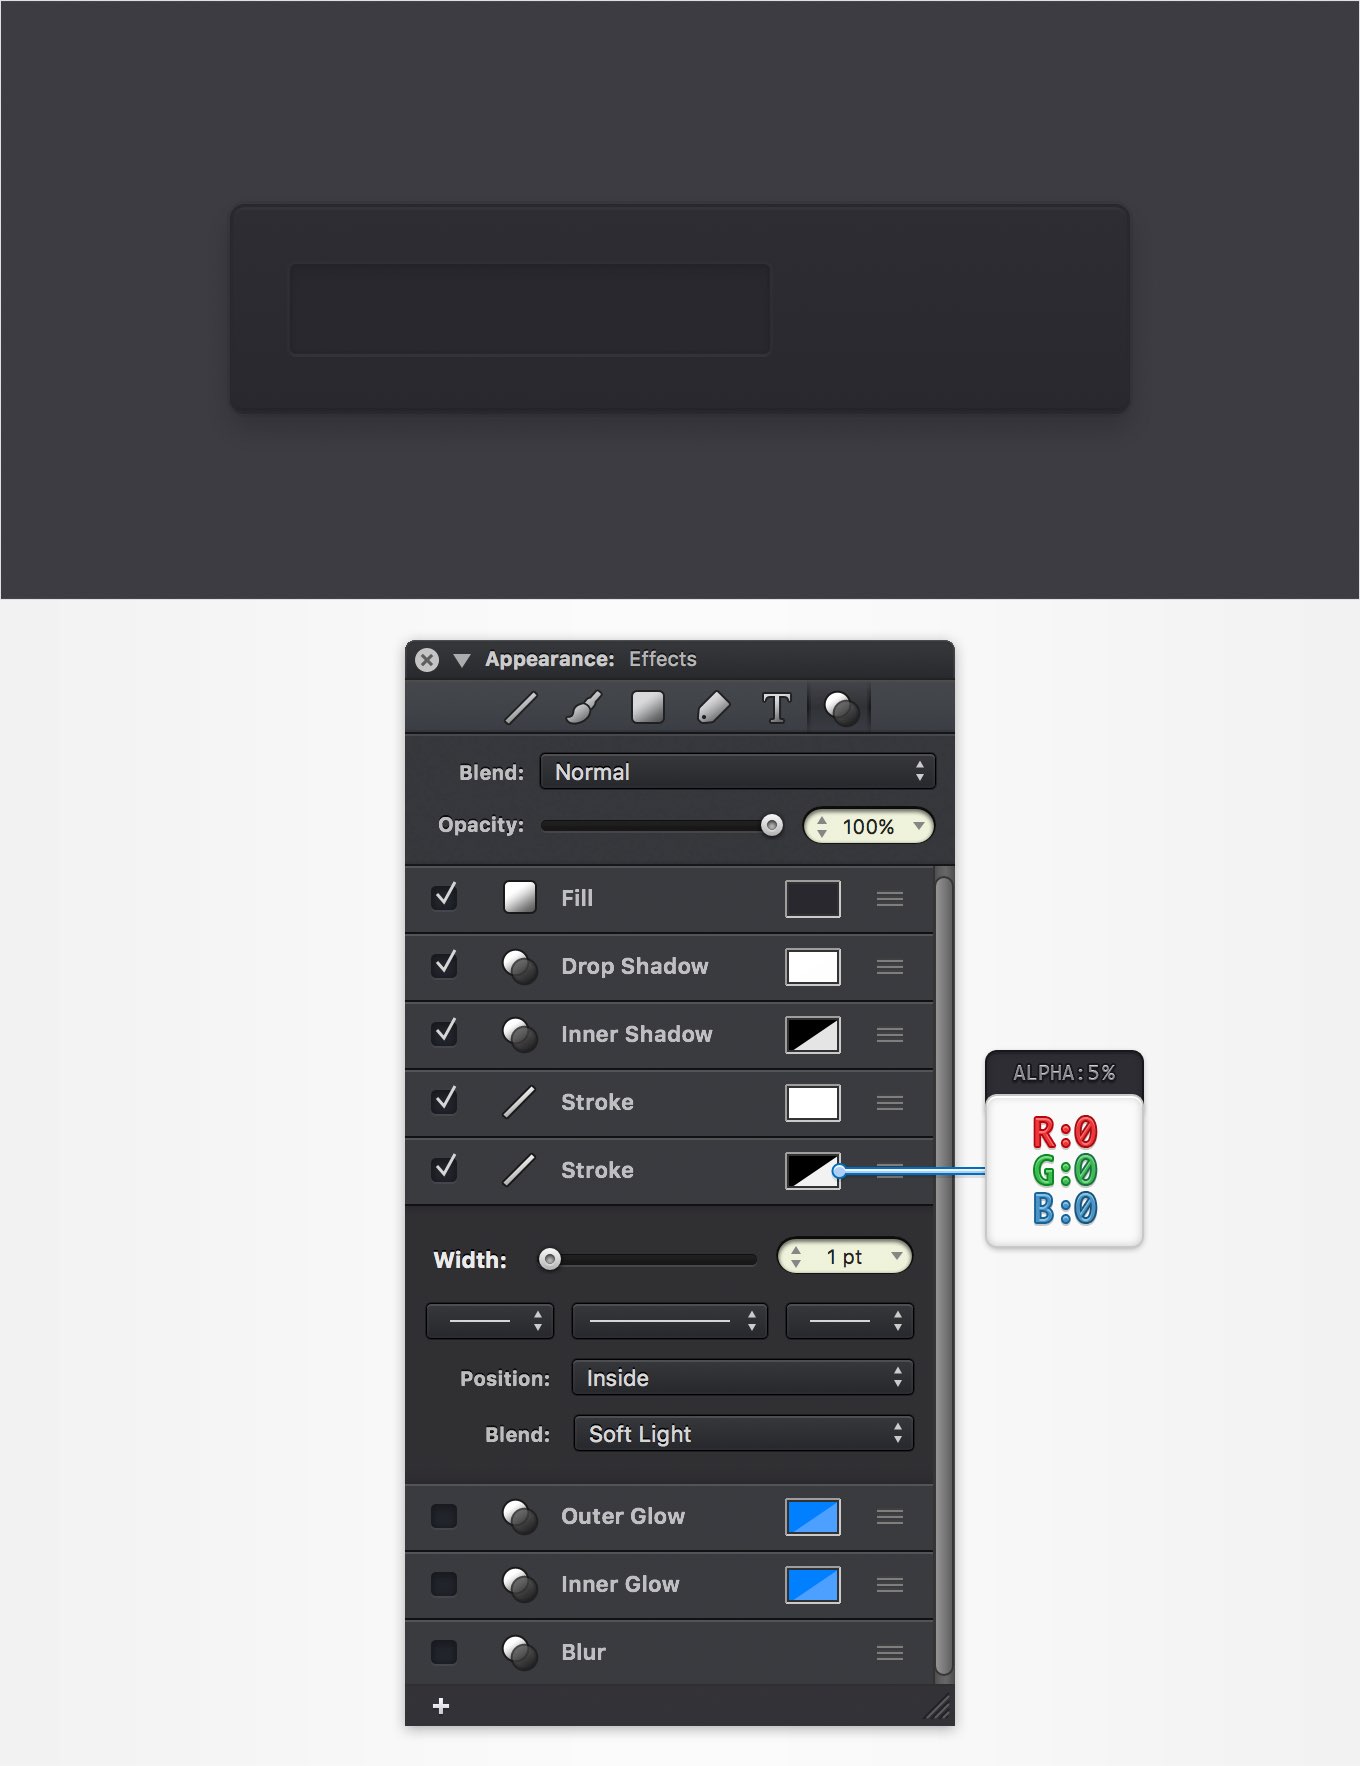 Appearance: Effects
Blend: Normal
Opacity: 100%
Fill
Drop Shadow
Inner Shadow
Stroke
Stroke
ALPHA:5%
R:0
G:0
B:0
Width: 1 pt
Position: Inside
Blend: Soft Light
Outer Glow
Inner Glow
Blur